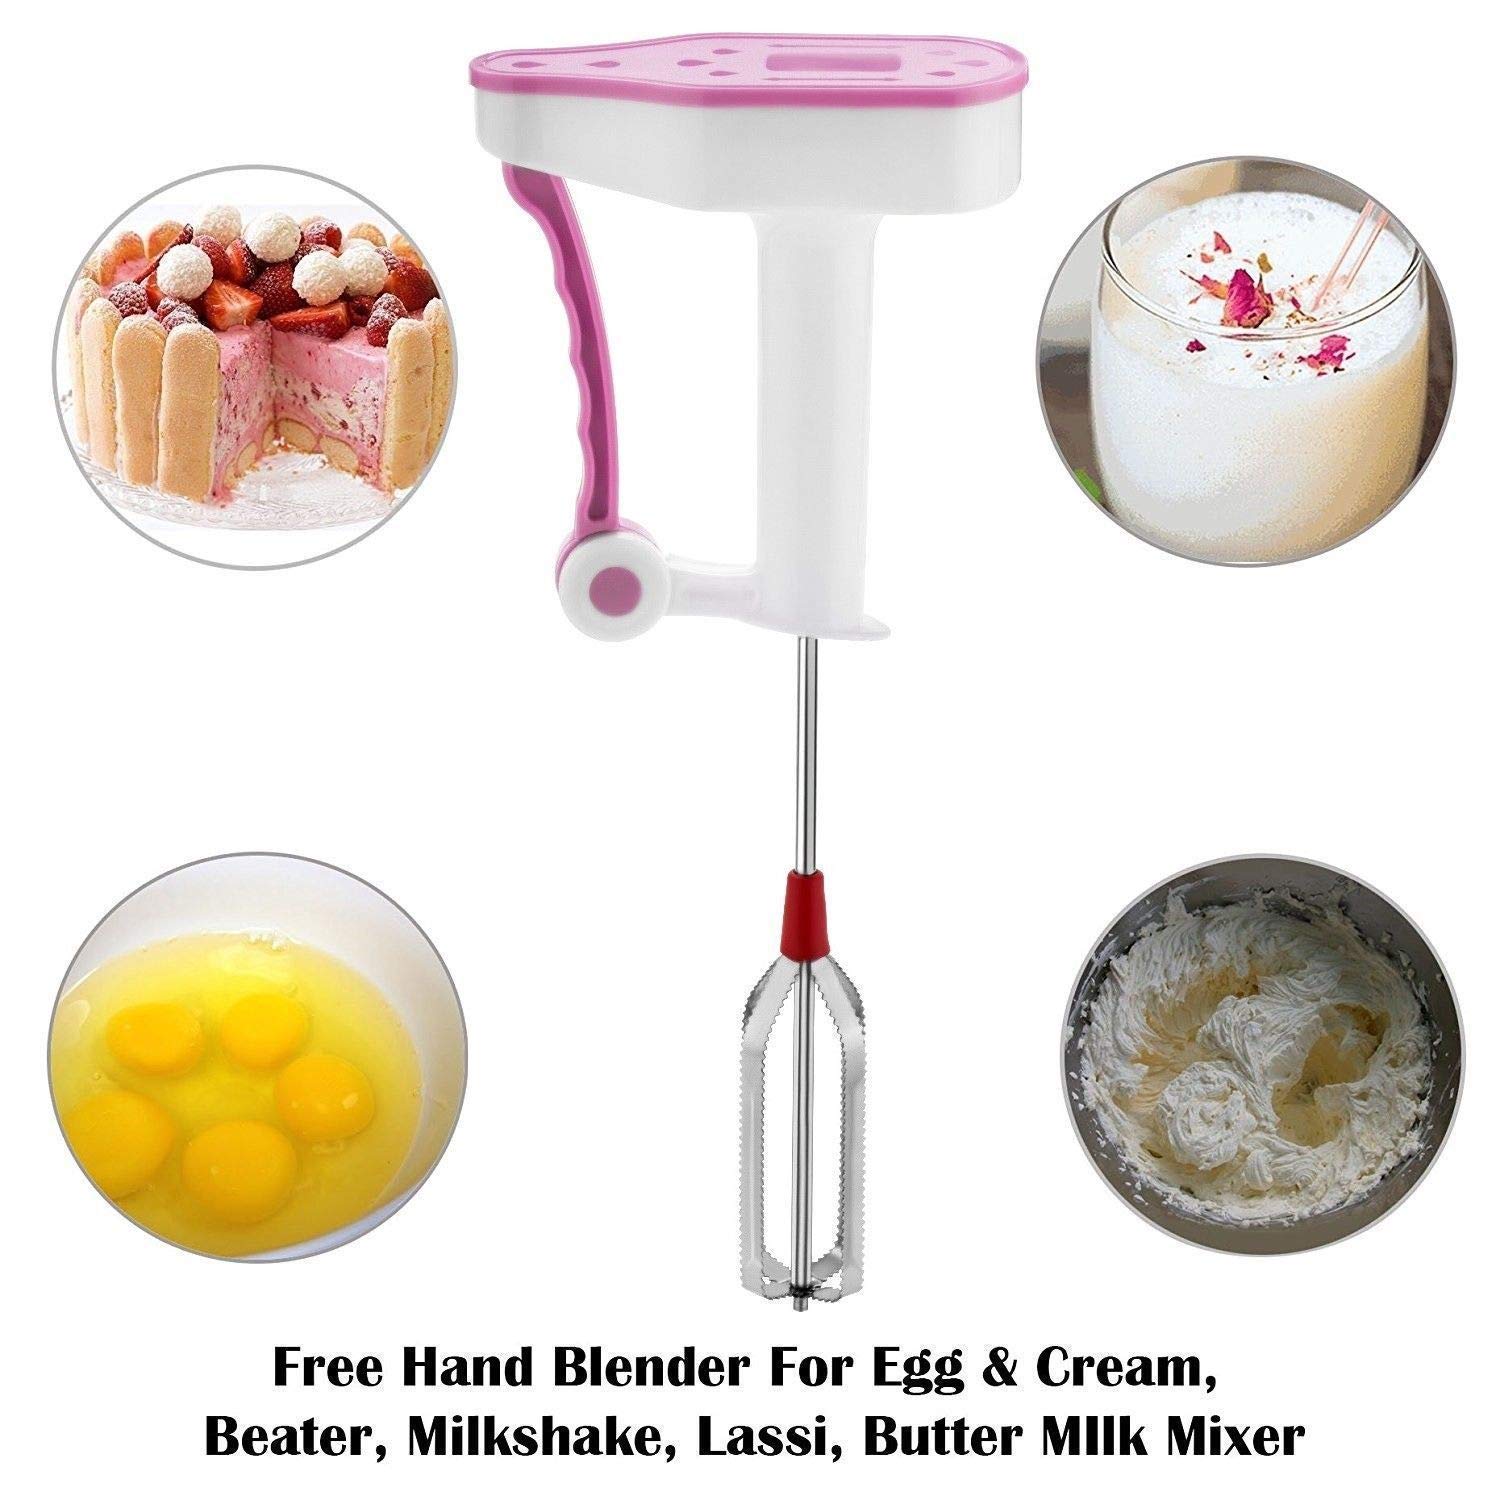 Free Hand Blender For Egg & Cream,
Beater, Milkshake, Lassi, Butter MIlk Mixer